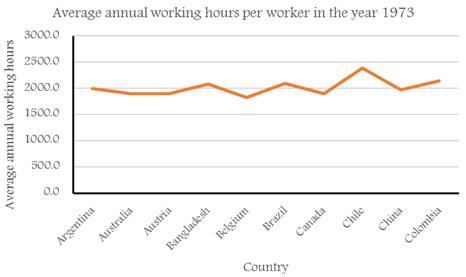 Average annual working hours per worker in the year 1973
Average annual working hours
3000.0
2500.0
2000.0
1500.0
1000.0
500.0
0.0
Argentina
Australia
Austria
Bangladesh
Belgium
Brazil
Canada
Chile
China
Colombia
Country